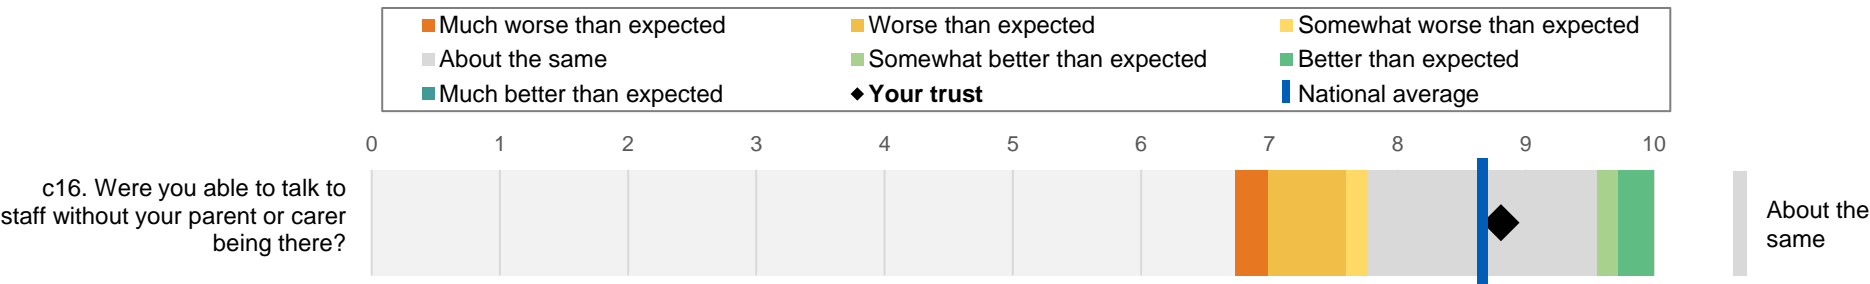 Much worse than expected
Worse than expected
Somewhat worse than expected
About the same
Somewhat better than expected
Better than expected
Much better than expected
Your trust
National average
0 1 2 3 4 5 6 7 8 9 10
c16. Were you able to talk to
staff without your parent or carer
being there?
About the
same